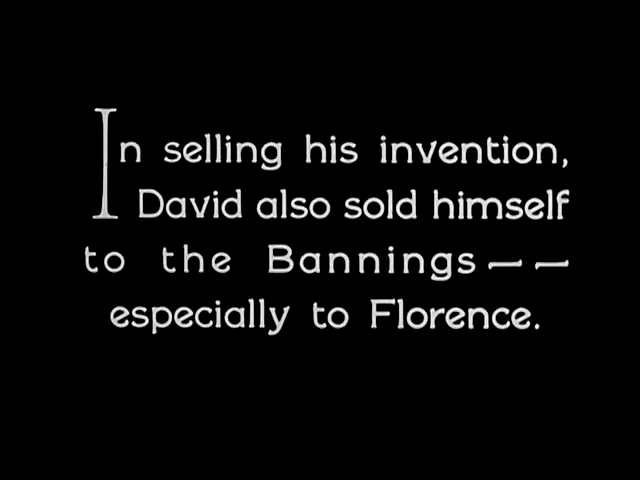 In selling his invention,
David also sold himself
to the Bannings — —
especially to Florence.